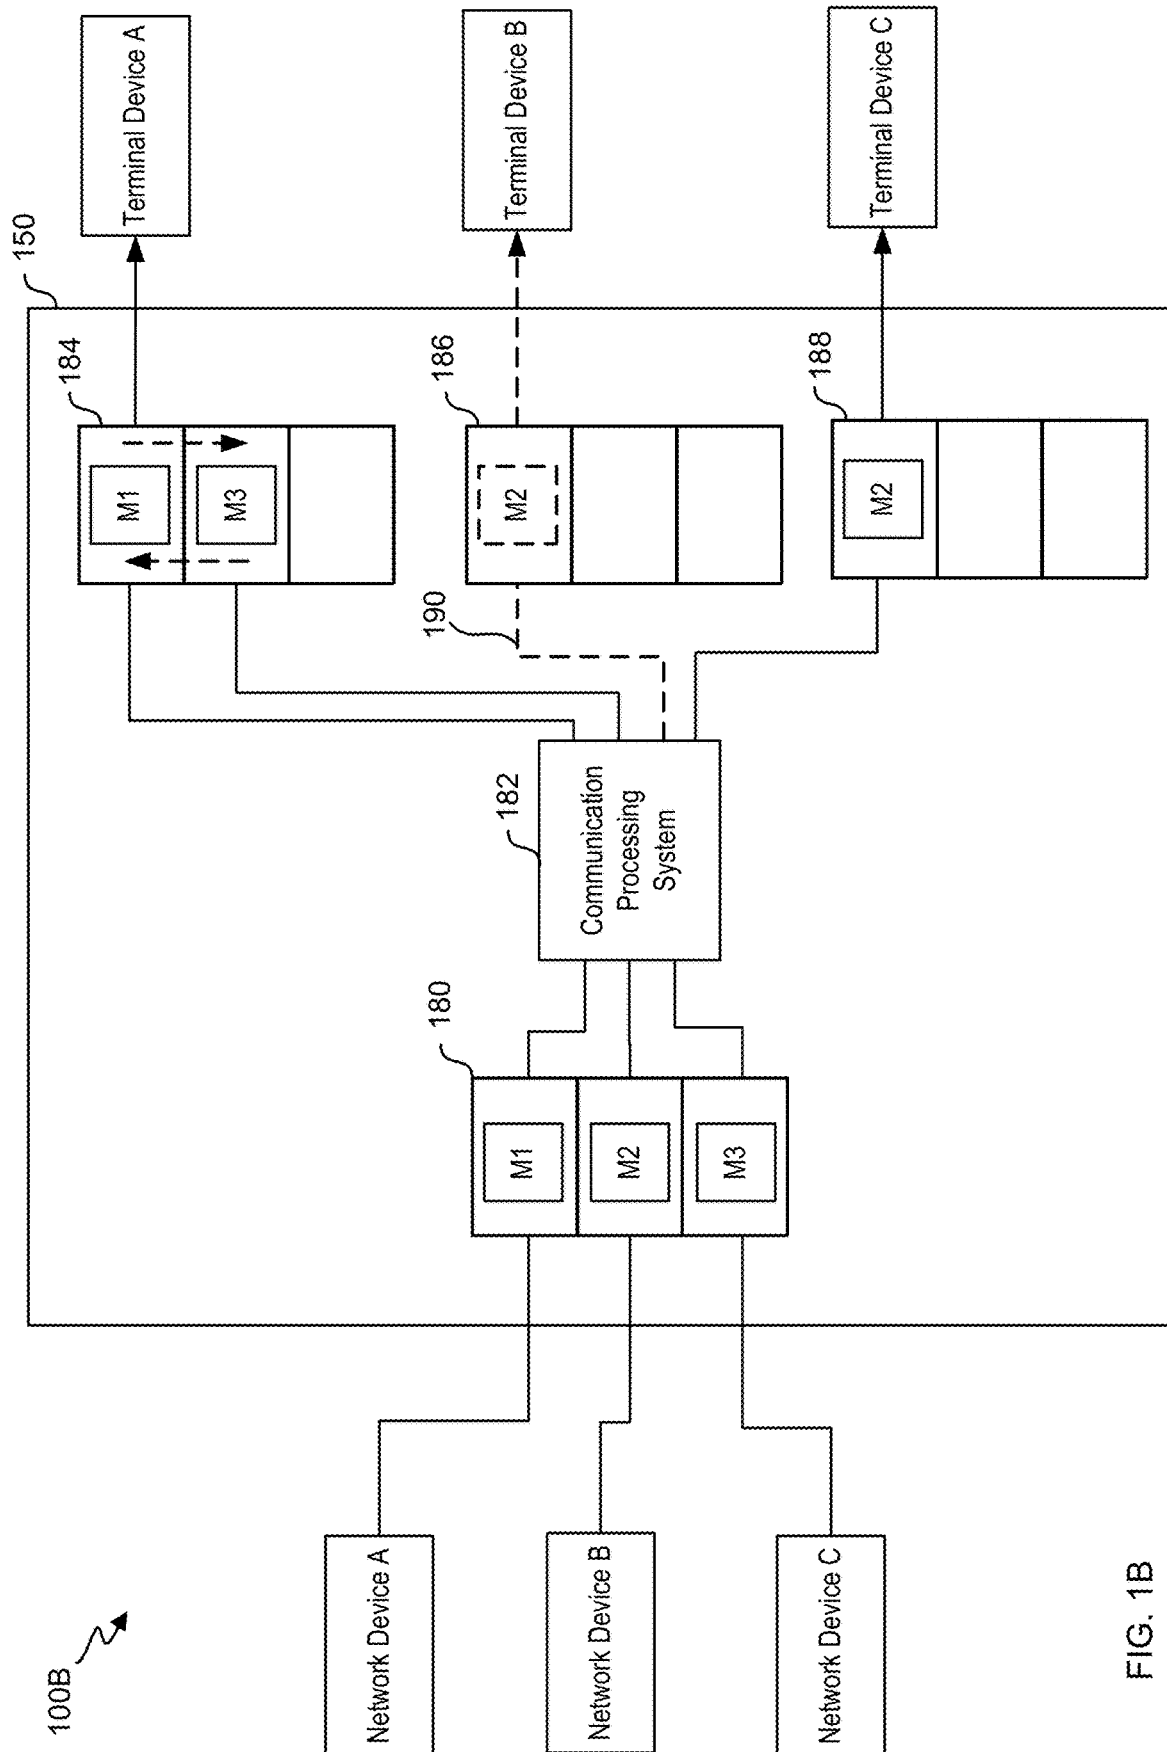 100B
150
Network Device A
Network Device B
Network Device C
180
M1
M2
M3
182
Communication
Processing
System
190
184
M1
M3
186
M2
188
M2
Terminal Device A
Terminal Device B
Terminal Device C
FIG. 1B